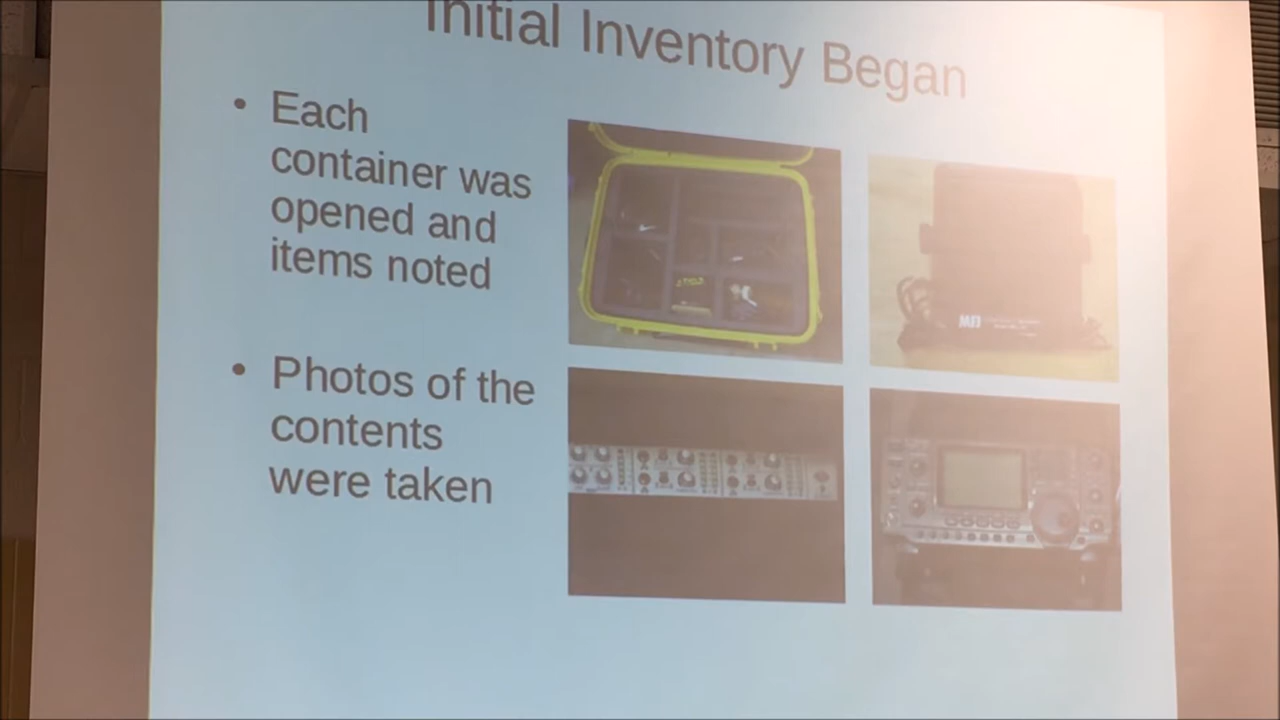 Initial Inventory Began
• Each
container was
opened and
items noted
• Photos of the
contents
were taken
MFJ